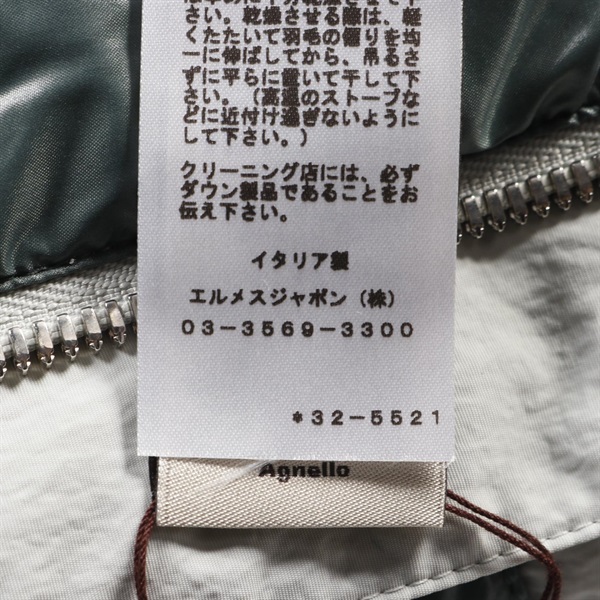 さい。乾燥させる際は、軽
くたたいて羽毛の偏りを均
一に伸ばしてから、吊るさ
ずに平らに置いて干して下
さい。（高温のストーブな
どに近付け過ぎないように
して下さい。）
クリーニング店には、必ず
ダウン製品であることをお
伝え下さい。
イタリア製
エルメスジャポン（株）
03-3569-3300
*32-5521
Agnello